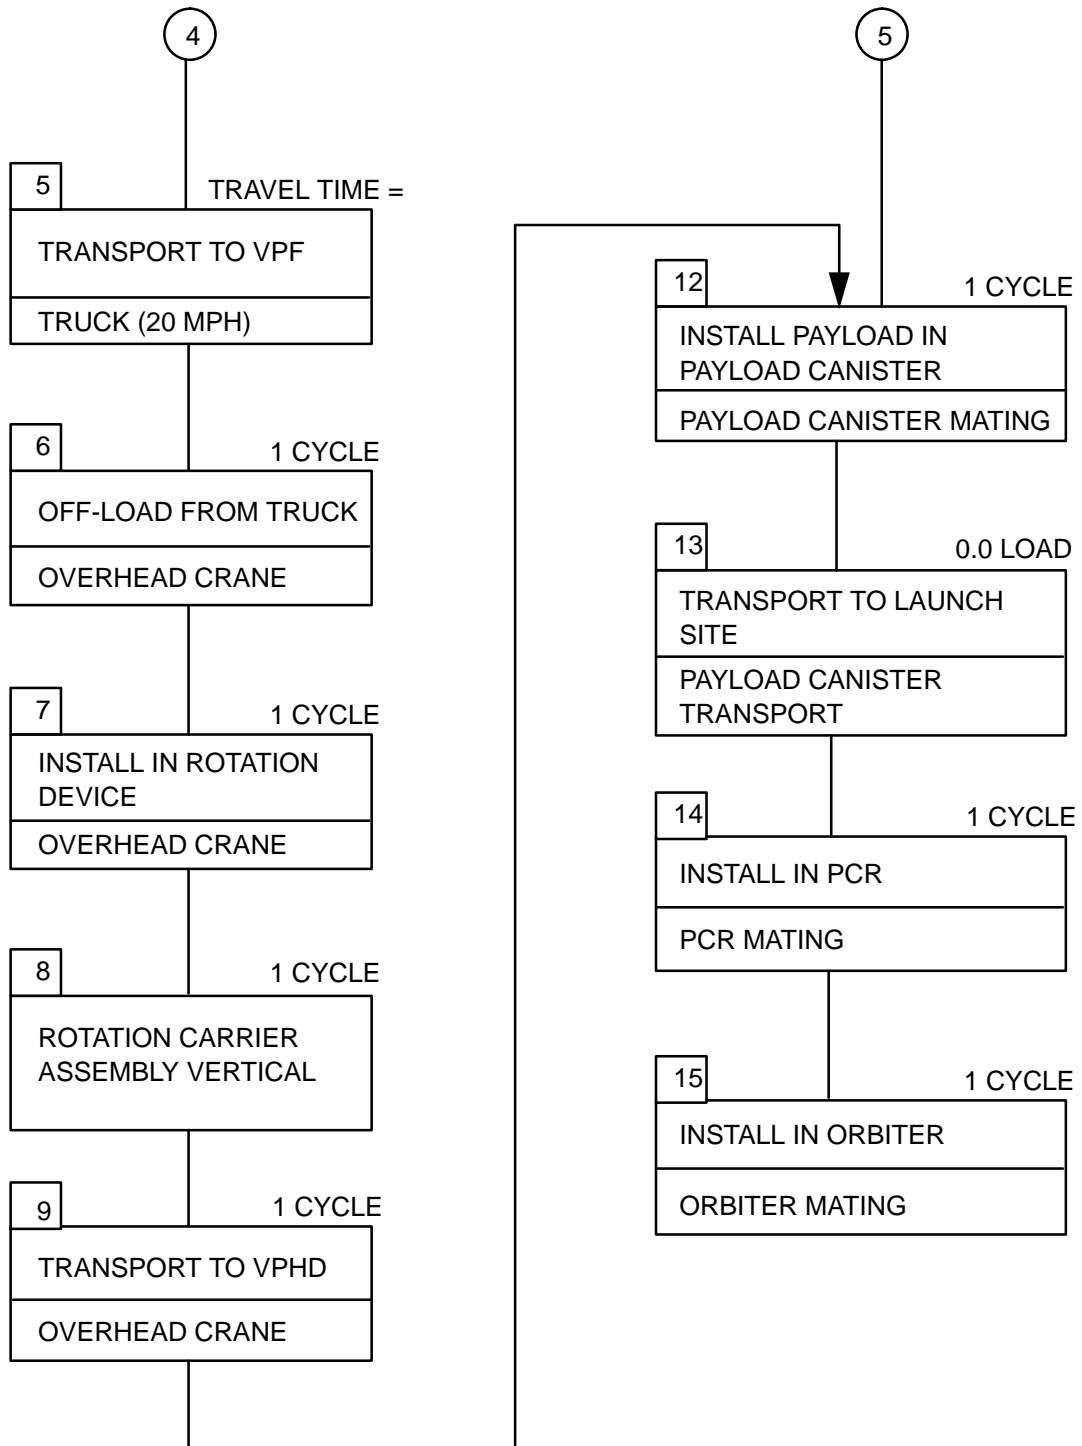 4
5
TRAVEL TIME =
TRANSPORT TO VPF
TRUCK (20 MPH)
6
1 CYCLE
OFF-LOAD FROM TRUCK
OVERHEAD CRANE
7
1 CYCLE
INSTALL IN ROTATION
DEVICE
OVERHEAD CRANE
8
1 CYCLE
ROTATION CARRIER
ASSEMBLY VERTICAL
9
1 CYCLE
TRANSPORT TO VPHD
OVERHEAD CRANE
5
12
1 CYCLE
INSTALL PAYLOAD IN
PAYLOAD CANISTER
PAYLOAD CANISTER MATING
13
0.0 LOAD
TRANSPORT TO LAUNCH
SITE
PAYLOAD CANISTER
TRANSPORT
14
1 CYCLE
INSTALL IN PCR
PCR MATING
15
1 CYCLE
INSTALL IN ORBITER
ORBITER MATING